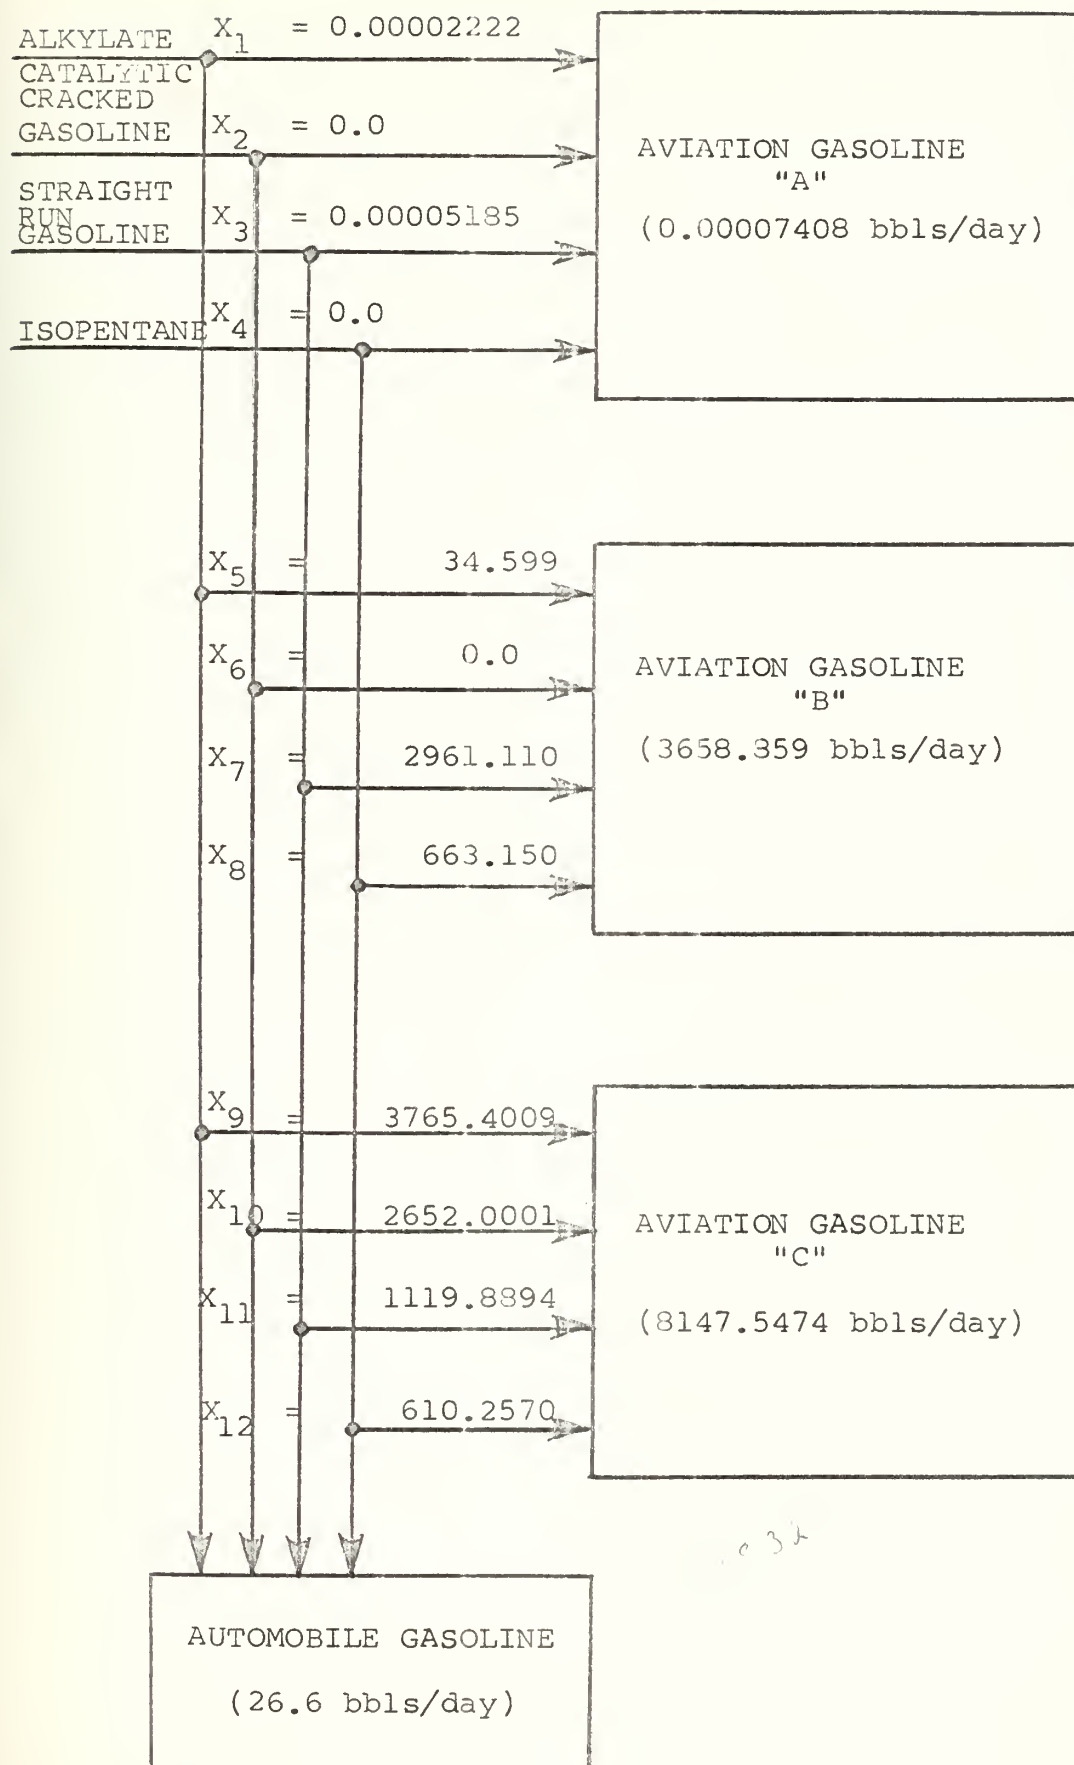 ALKYLATE X1 = 0.00002222
CATALYTIC
CRACKED
GASOLINE X2 = 0.0
STRAIGHT
RUN
GASOLINE X3 = 0.00005185
ISOPENTANE X4 = 0.0
AVIATION GASOLINE
"A"
(0.00007408 bbls/day)
X5 = 34.599
X6 = 0.0
X7 = 2961.110
X8 = 663.150
AVIATION GASOLINE
"B"
(3658.359 bbls/day)
X9 = 3765.4009
X10 = 2652.0001
X11 = 1119.8894
X12 = 610.2570
AVIATION GASOLINE
"C"
(8147.5474 bbls/day)
AUTOMOBILE GASOLINE
(26.6 bbls/day)